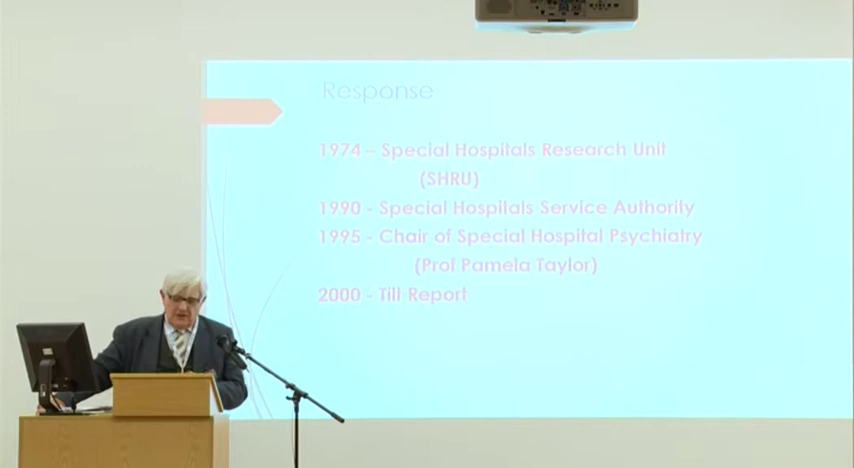 Response
1974 – Special Hospitals Research Unit
(SHRU)
1990 - Special Hospitals Service Authority
1995 - Chair of Special Hospital Psychiatry
(Prof Pamela Taylor)
2000 - Till Report